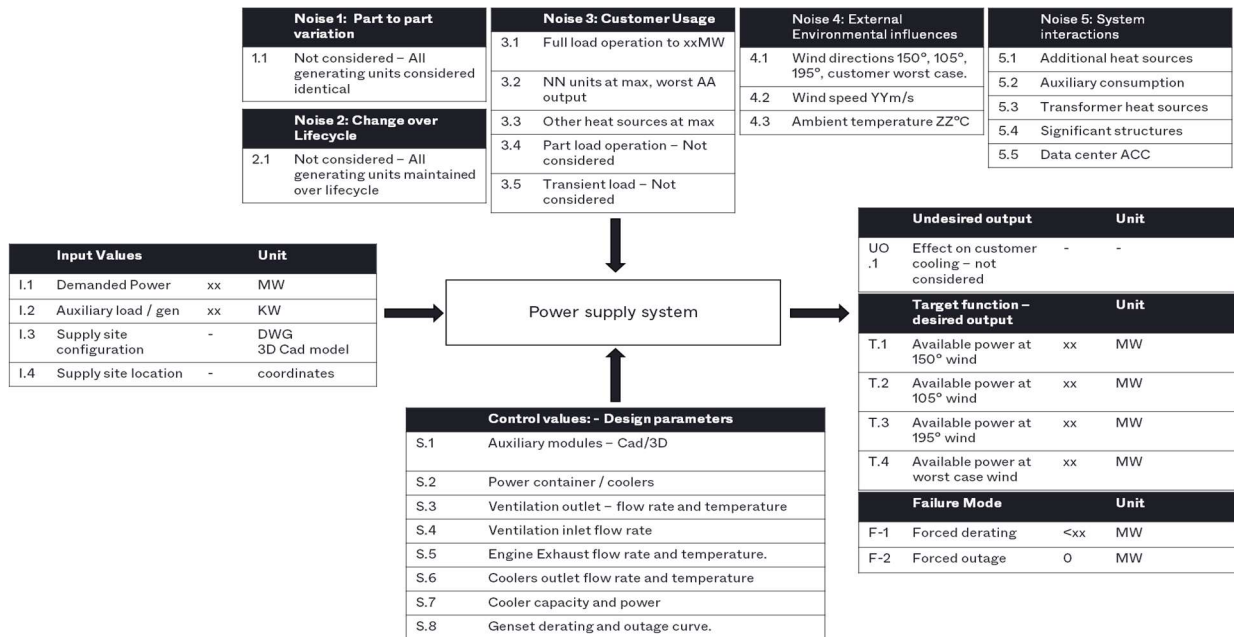 Noise 1: Part to part
variation
1.1 Not considered – All
generating units considered
identical
Noise 2: Change over
Lifecycle
2.1 Not considered – All
generating units maintained
over lifecycle
Noise 3: Customer Usage
3.1 Full load operation to xxMW
3.2 NN units at max, worst AA
output
3.3 Other heat sources at max
3.4 Part load operation – Not
considered
3.5 Transient load – Not
considered
Noise 4: External
Environmental influences
4.1 Wind directions 150°, 105°,
195°, customer worst case.
4.2 Wind speed YYm/s
4.3 Ambient temperature ZZ°C
Noise 5: System
interactions
5.1 Additional heat sources
5.2 Auxiliary consumption
5.3 Transformer heat sources
5.4 Significant structures
5.5 Data center ACC
Input Values Unit
I.1 Demanded Power xx MW
I.2 Auxiliary load / gen xx KW
I.3 Supply site - DWG
configuration 3D Cad model
I.4 Supply site location - coordinates
Power supply system
Control values: - Design parameters
S.1 Auxiliary modules – Cad/3D
S.2 Power container / coolers
S.3 Ventilation outlet – flow rate and temperature
S.4 Ventilation inlet flow rate
S.5 Engine Exhaust flow rate and temperature.
S.6 Coolers outlet flow rate and temperature
S.7 Cooler capacity and power
S.8 Genset derating and outage curve.
Undesired output Unit
UO Effect on customer - -
.1 cooling – not
considered
Target function – Unit
desired output
T.1 Available power at xx MW
150° wind
T.2 Available power at xx MW
105° wind
T.3 Available power at xx MW
195° wind
T.4 Available power at xx MW
worst case wind
Failure Mode Unit
F-1 Forced derating <xx MW
F-2 Forced outage 0 MW